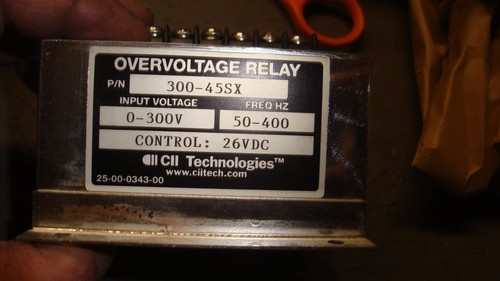 OVERVOLTAGE RELAY
P/N 300-45SX
INPUT VOLTAGE FREQ HZ
0-300V 50-400
CONTROL: 26VDC
CII Technologies™
www.ciitech.com
25-00-0343-00